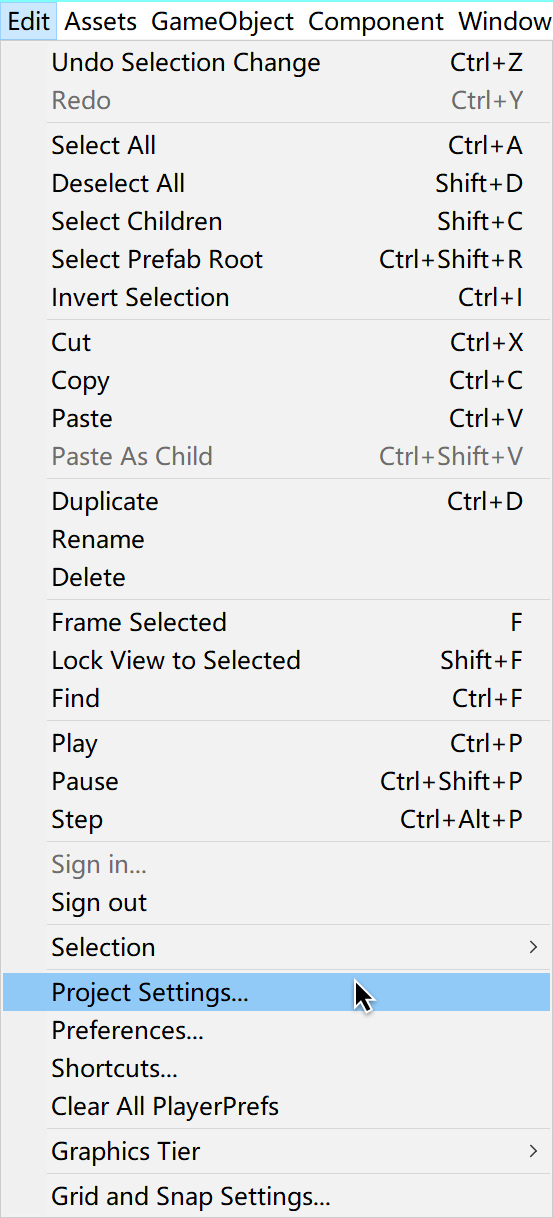 Edit Assets GameObject Component Window
Undo Selection Change Ctrl+Z
Redo Ctrl+Y
Select All Ctrl+A
Deselect All Shift+D
Select Children Shift+C
Select Prefab Root Ctrl+Shift+R
Invert Selection Ctrl+I
Cut Ctrl+X
Copy Ctrl+C
Paste Ctrl+V
Paste As Child Ctrl+Shift+V
Duplicate Ctrl+D
Rename
Delete
Frame Selected F
Lock View to Selected Shift+F
Find Ctrl+F
Play Ctrl+P
Pause Ctrl+Shift+P
Step Ctrl+Alt+P
Sign in...
Sign out
Selection
Project Settings...
Preferences...
Shortcuts...
Clear All PlayerPrefs
Graphics Tier
Grid and Snap Settings...